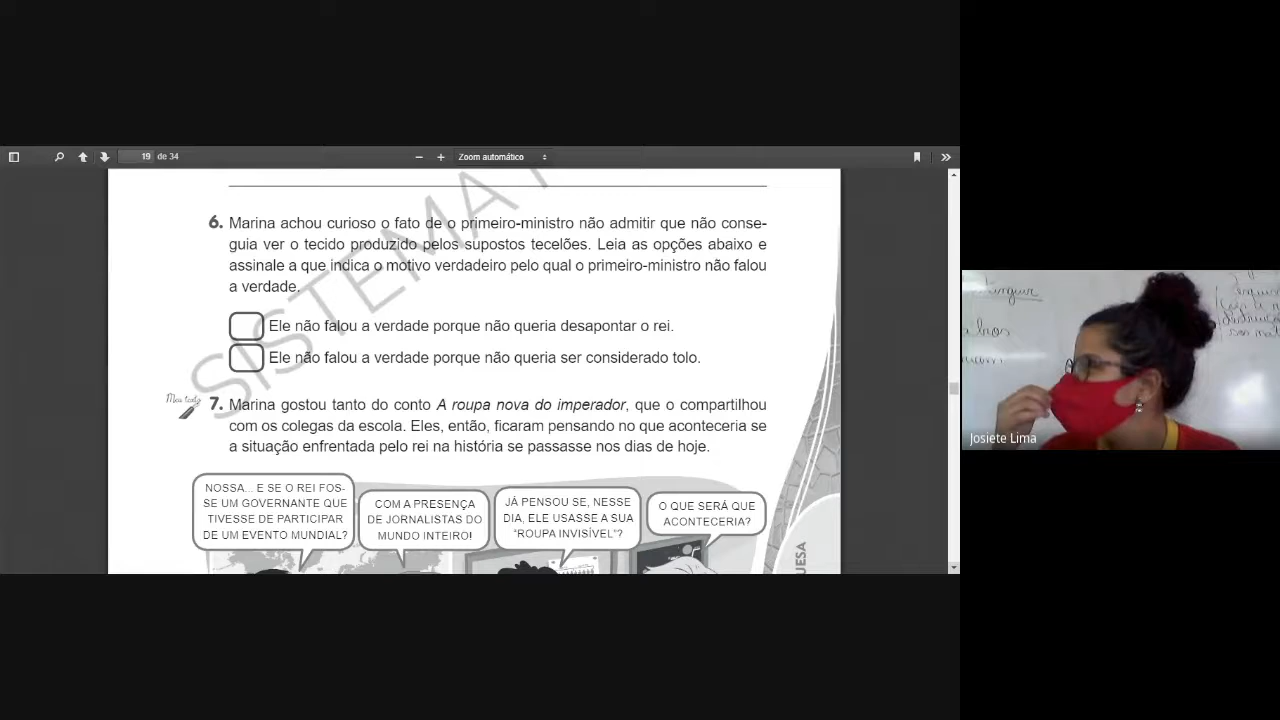 19 de 34
Zoom automático
SISTEMA
6. Marina achou curioso o fato de o primeiro-ministro não admitir que não conse-
guia ver o tecido produzido pelos supostos tecelões. Leia as opções abaixo e
assinale a que indica o motivo verdadeiro pelo qual o primeiro-ministro não falou
a verdade.
Ele não falou a verdade porque não queria desapontar o rei.
Ele não falou a verdade porque não queria ser considerado tolo.
Meu texto
7. Marina gostou tanto do conto A roupa nova do imperador, que o compartilhou
com os colegas da escola. Eles, então, ficaram pensando no que aconteceria se
a situação enfrentada pelo rei na história se passasse nos dias de hoje.
NOSSA... E SE O REI FOS-
SE UM GOVERNANTE QUE
TIVESSE DE PARTICIPAR
DE UM EVENTO MUNDIAL?
COM A PRESENÇA
DE JORNALISTAS DO
MUNDO INTEIRO!
JÁ PENSOU SE, NESSE
DIA, ELE USASSE A SUA
“ROUPA INVISÍVEL”?
O QUE SERÁ QUE
ACONTECERIA?
UESA
Josiete Lima